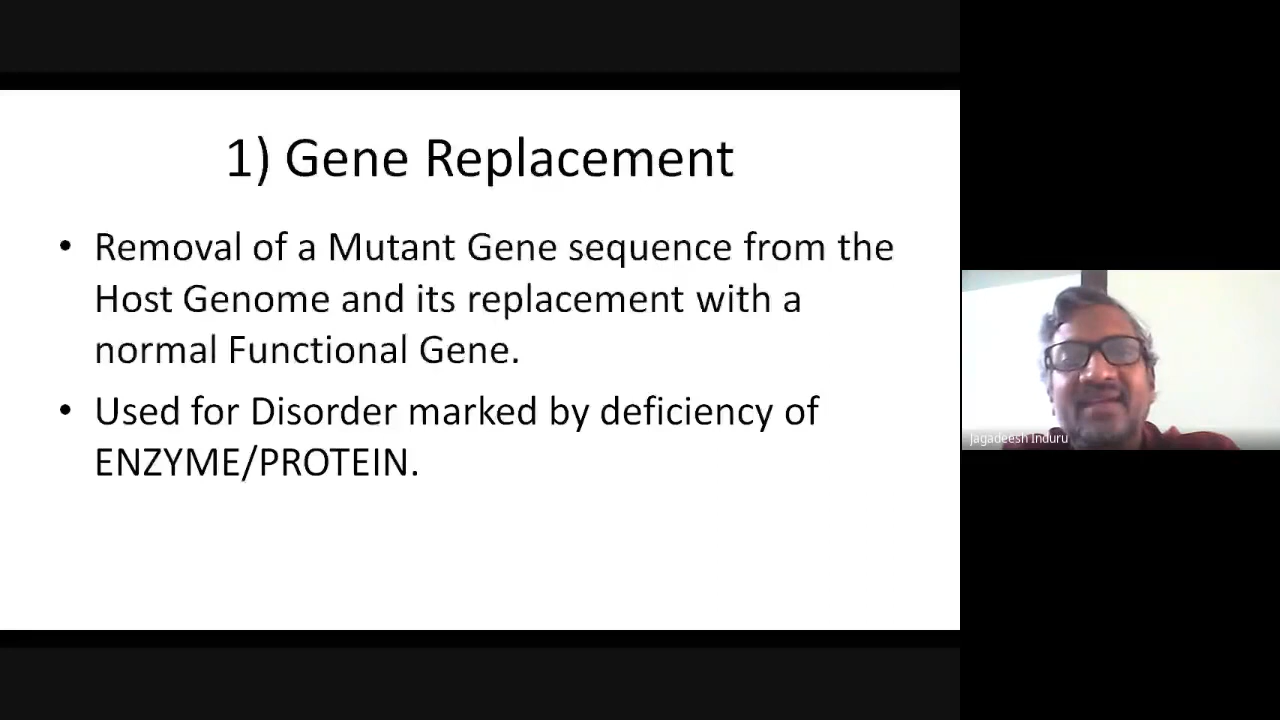 1) Gene Replacement
• Removal of a Mutant Gene sequence from the
Host Genome and its replacement with a
normal Functional Gene.
• Used for Disorder marked by deficiency of
ENZYME/PROTEIN.
Jagadeesh Induru